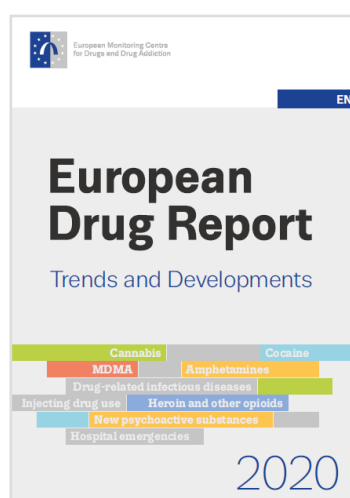 European Monitoring Centre
for Drugs and Drug Addiction
EN
European
Drug Report
Trends and Developments
Cannabis Cocaine
MDMA Amphetamines
Drug-related infectious diseases
Injecting drug use Heroin and other opioids
New psychoactive substances
Hospital emergencies
2020